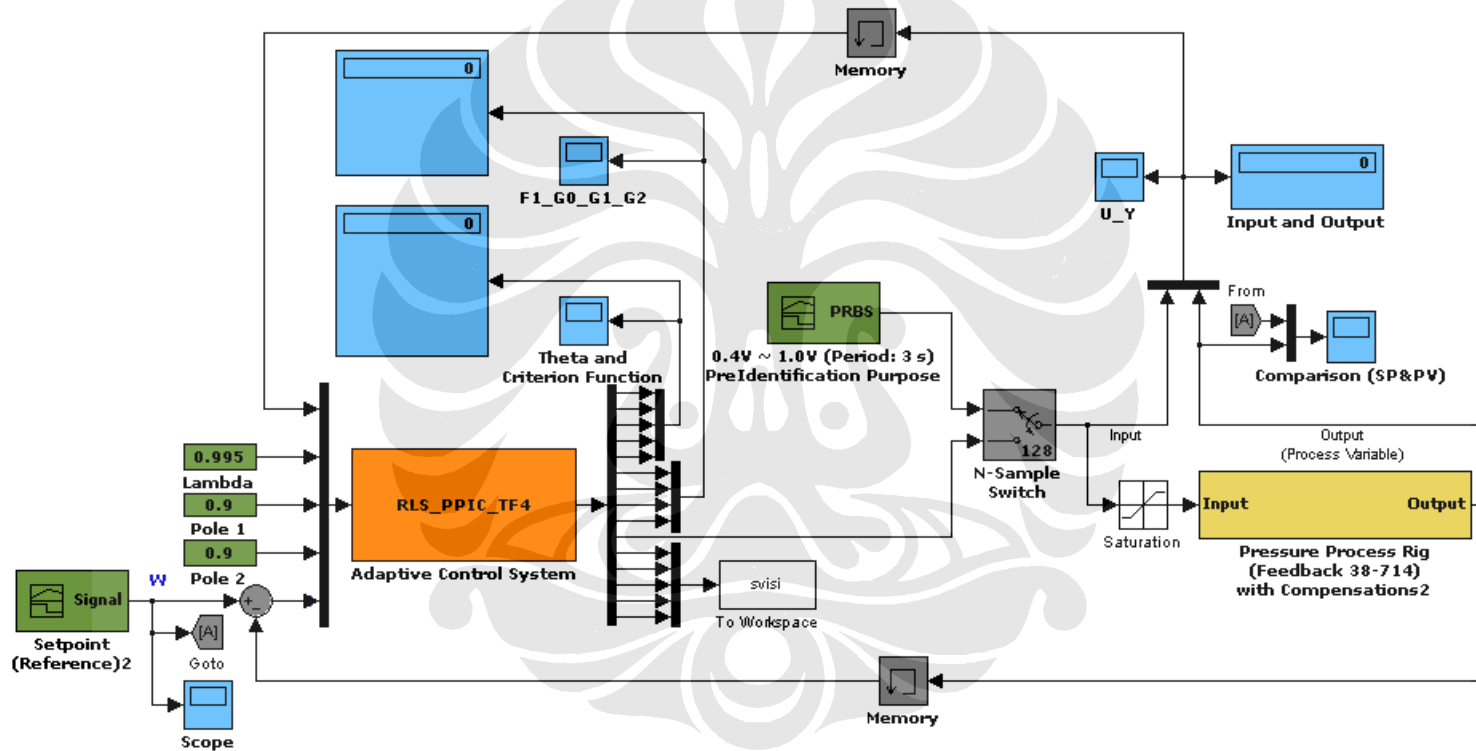 Memory
0
F1_G0_G1_G2
0
Theta and
Criterion Function
U_Y
0
Input and Output
PRBS
0.4V ~ 1.0V (Period: 3 s)
PreIdentification Purpose
From
[A]
Comparison (SP&PV)
0.995
Lambda
0.9
Pole 1
0.9
Pole 2
RLS_PPIC_TF4
Adaptive Control System
128
N-Sample
Switch
Input
Output
(Process Variable)
Saturation
Input
Output
Pressure Process Rig
(Feedback 38-714)
with Compensations2
W
Signal
Setpoint
(Reference)2
+
-
[A]
Goto
Scope
svisi
To Workspace
Memory